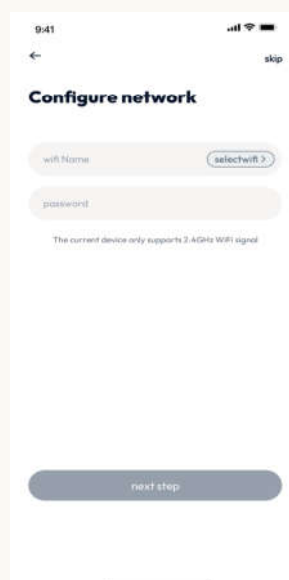 9:41
skip
Configure network
wifi Name
selectwifi >
password
The current device only supports 2.4GHz WiFi signal
next step